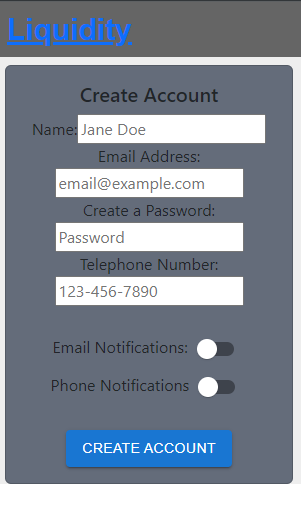 Liquidity
Create Account
Name: Jane Doe
Email Address:
email@example.com
Create a Password:
Password
Telephone Number:
123-456-7890
Email Notifications:
Phone Notifications
CREATE ACCOUNT